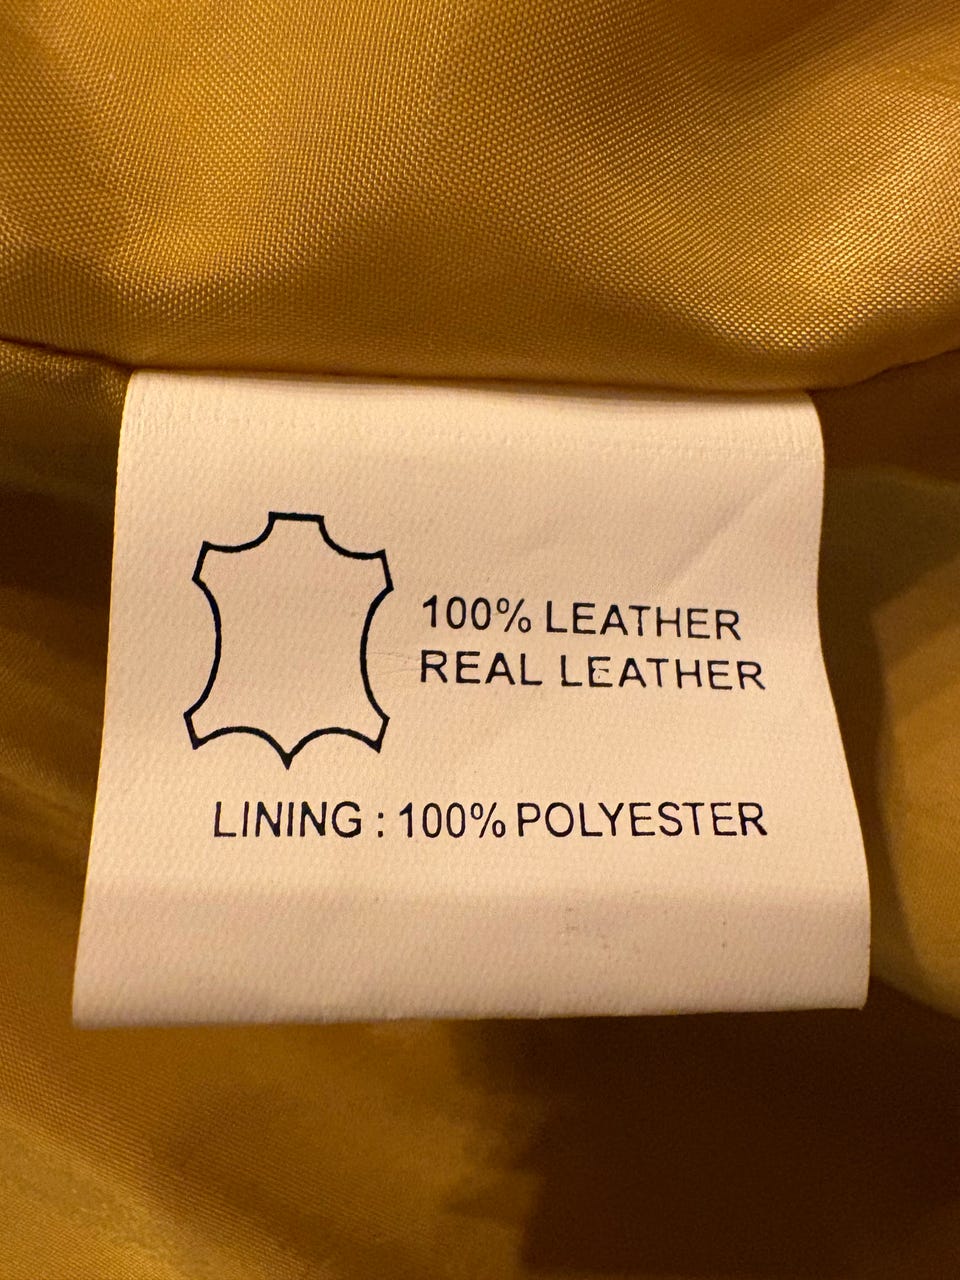 100% LEATHER
REAL LEATHER
LINING : 100% POLYESTER